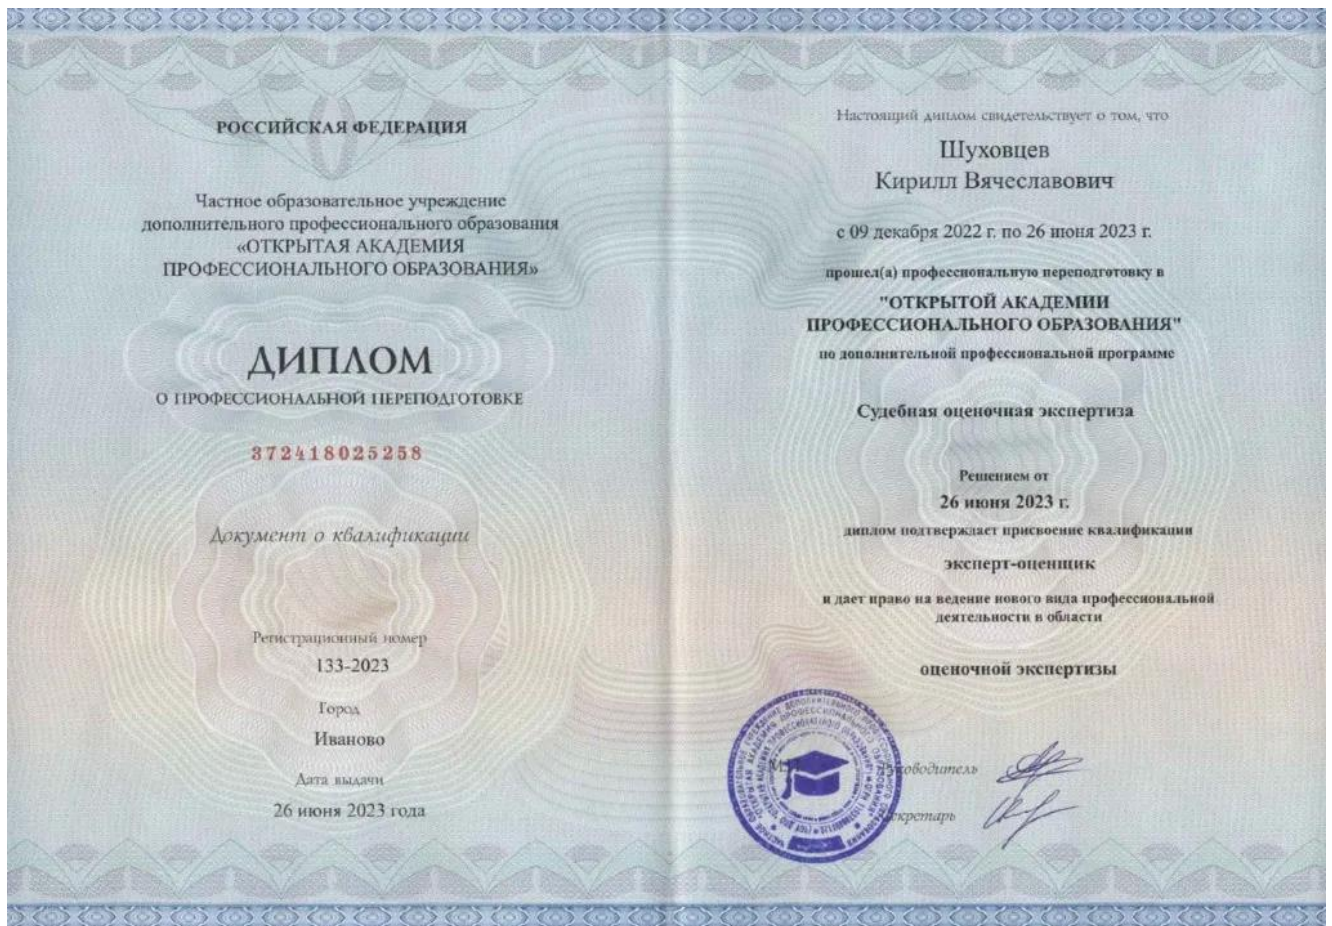 РОССИЙСКАЯ ФЕДЕРАЦИЯ
Частное образовательное учреждение
дополнительного профессионального образования
«ОТКРЫТАЯ АКАДЕМИЯ
ПРОФЕССИОНАЛЬНОГО ОБРАЗОВАНИЯ»
ДИПЛОМ
О ПРОФЕССИОНАЛЬНОЙ ПЕРЕПОДГОТОВКЕ
372418025258
Документ о квалификации
Регистрационный номер
133-2023
Город
Иваново
Дата выдачи
26 июня 2023 года
Настоящий диплом свидетельствует о том, что
Шуховцев
Кирилл Вячеславович
с 09 декабря 2022 г. по 26 июня 2023 г.
прошел(а) профессиональную переподготовку в
"ОТКРЫТОЙ АКАДЕМИИ
ПРОФЕССИОНАЛЬНОГО ОБРАЗОВАНИЯ"
по дополнительной профессиональной программе
Судебная оценочная экспертиза
Решением от
26 июня 2023 г.
диплом подтверждает присвоение квалификации
эксперт-оценщик
и дает право на ведение нового вида профессиональной
деятельности в области
оценочной экспертизы
Руководитель
Секретарь